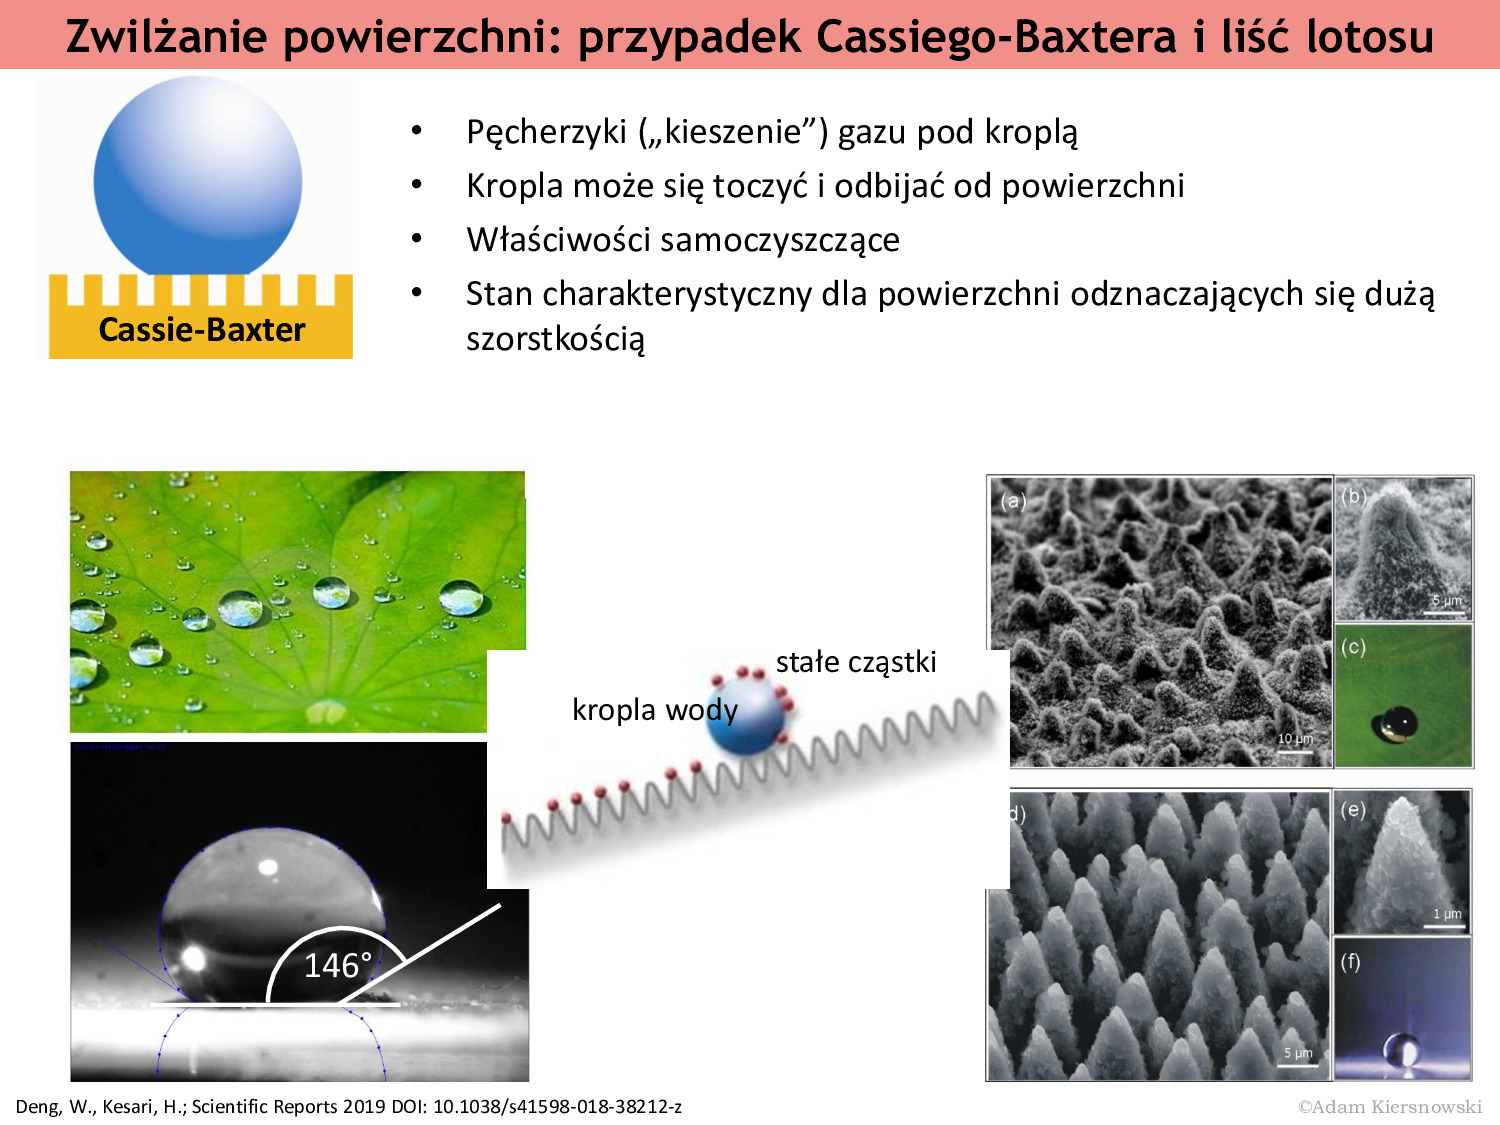 Zwilżanie powierzchni: przypadek Cassiego-Baxtera i liść lotosu
Cassie-Baxter
• Pęcherzyki („kieszenie”) gazu pod kroplą
• Kropla może się toczyć i odbijać od powierzchni
• Właściwości samoczyszczące
• Stan charakterystyczny dla powierzchni odznaczających się dużą
szorstkością
stałe cząstki
kropla wody
146°
(a)
10 µm
(b)
5 µm
(c)
d)
5 µm
(e)
1 µm
(f)
Deng, W., Kesari, H.; Scientific Reports 2019 DOI: 10.1038/s41598-018-38212-z
©Adam Kiersnowski